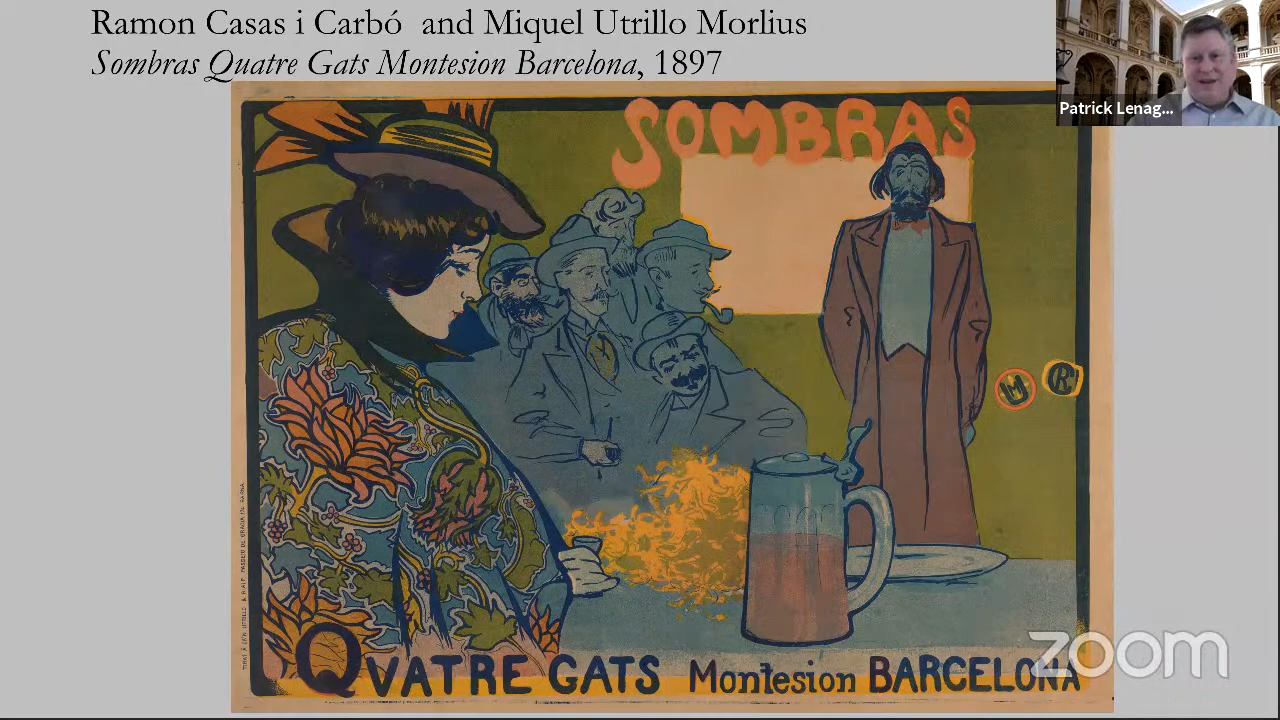 Ramon Casas i Carbó and Miquel Utrillo Morlius
Sombras Quatre Gats Montesion Barcelona, 1897
Patrick Lenag...
SOMBRAS
QVATRE GATS Montesion BARCELONA
zoom